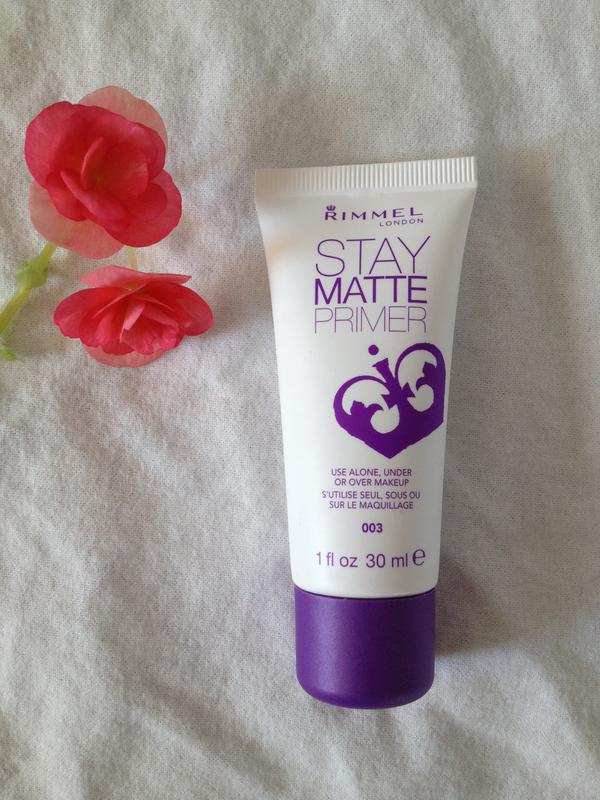 RIMMEL
LONDON
STAY
MATTE
PRIMER
USE ALONE, UNDER
OR OVER MAKEUP
S'UTILISE SEUL, SOUS OU
SUR LE MAQUILLAGE
003
1 fl oz 30 ml ℮